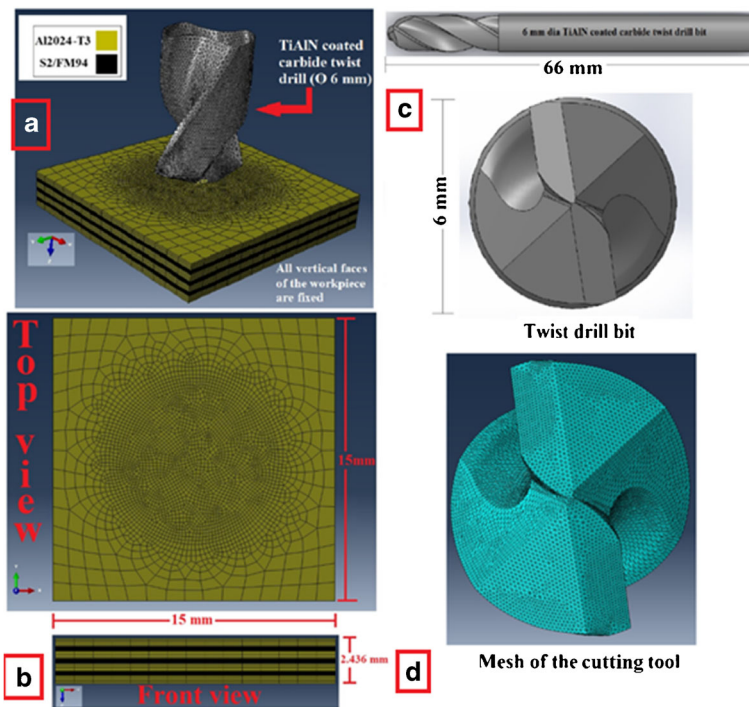 Al2024-T3
S2/FM94
TiAlN coated
carbide twist
drill (O 6 mm)
a
All vertical faces
of the workpiece
are fixed
6 mm dia TiAlN coated carbide twist drill bit
66 mm
c
6 mm
Twist drill bit
Top view
15mm
15 mm
2.436 mm
b
Front view
d
Mesh of the cutting tool